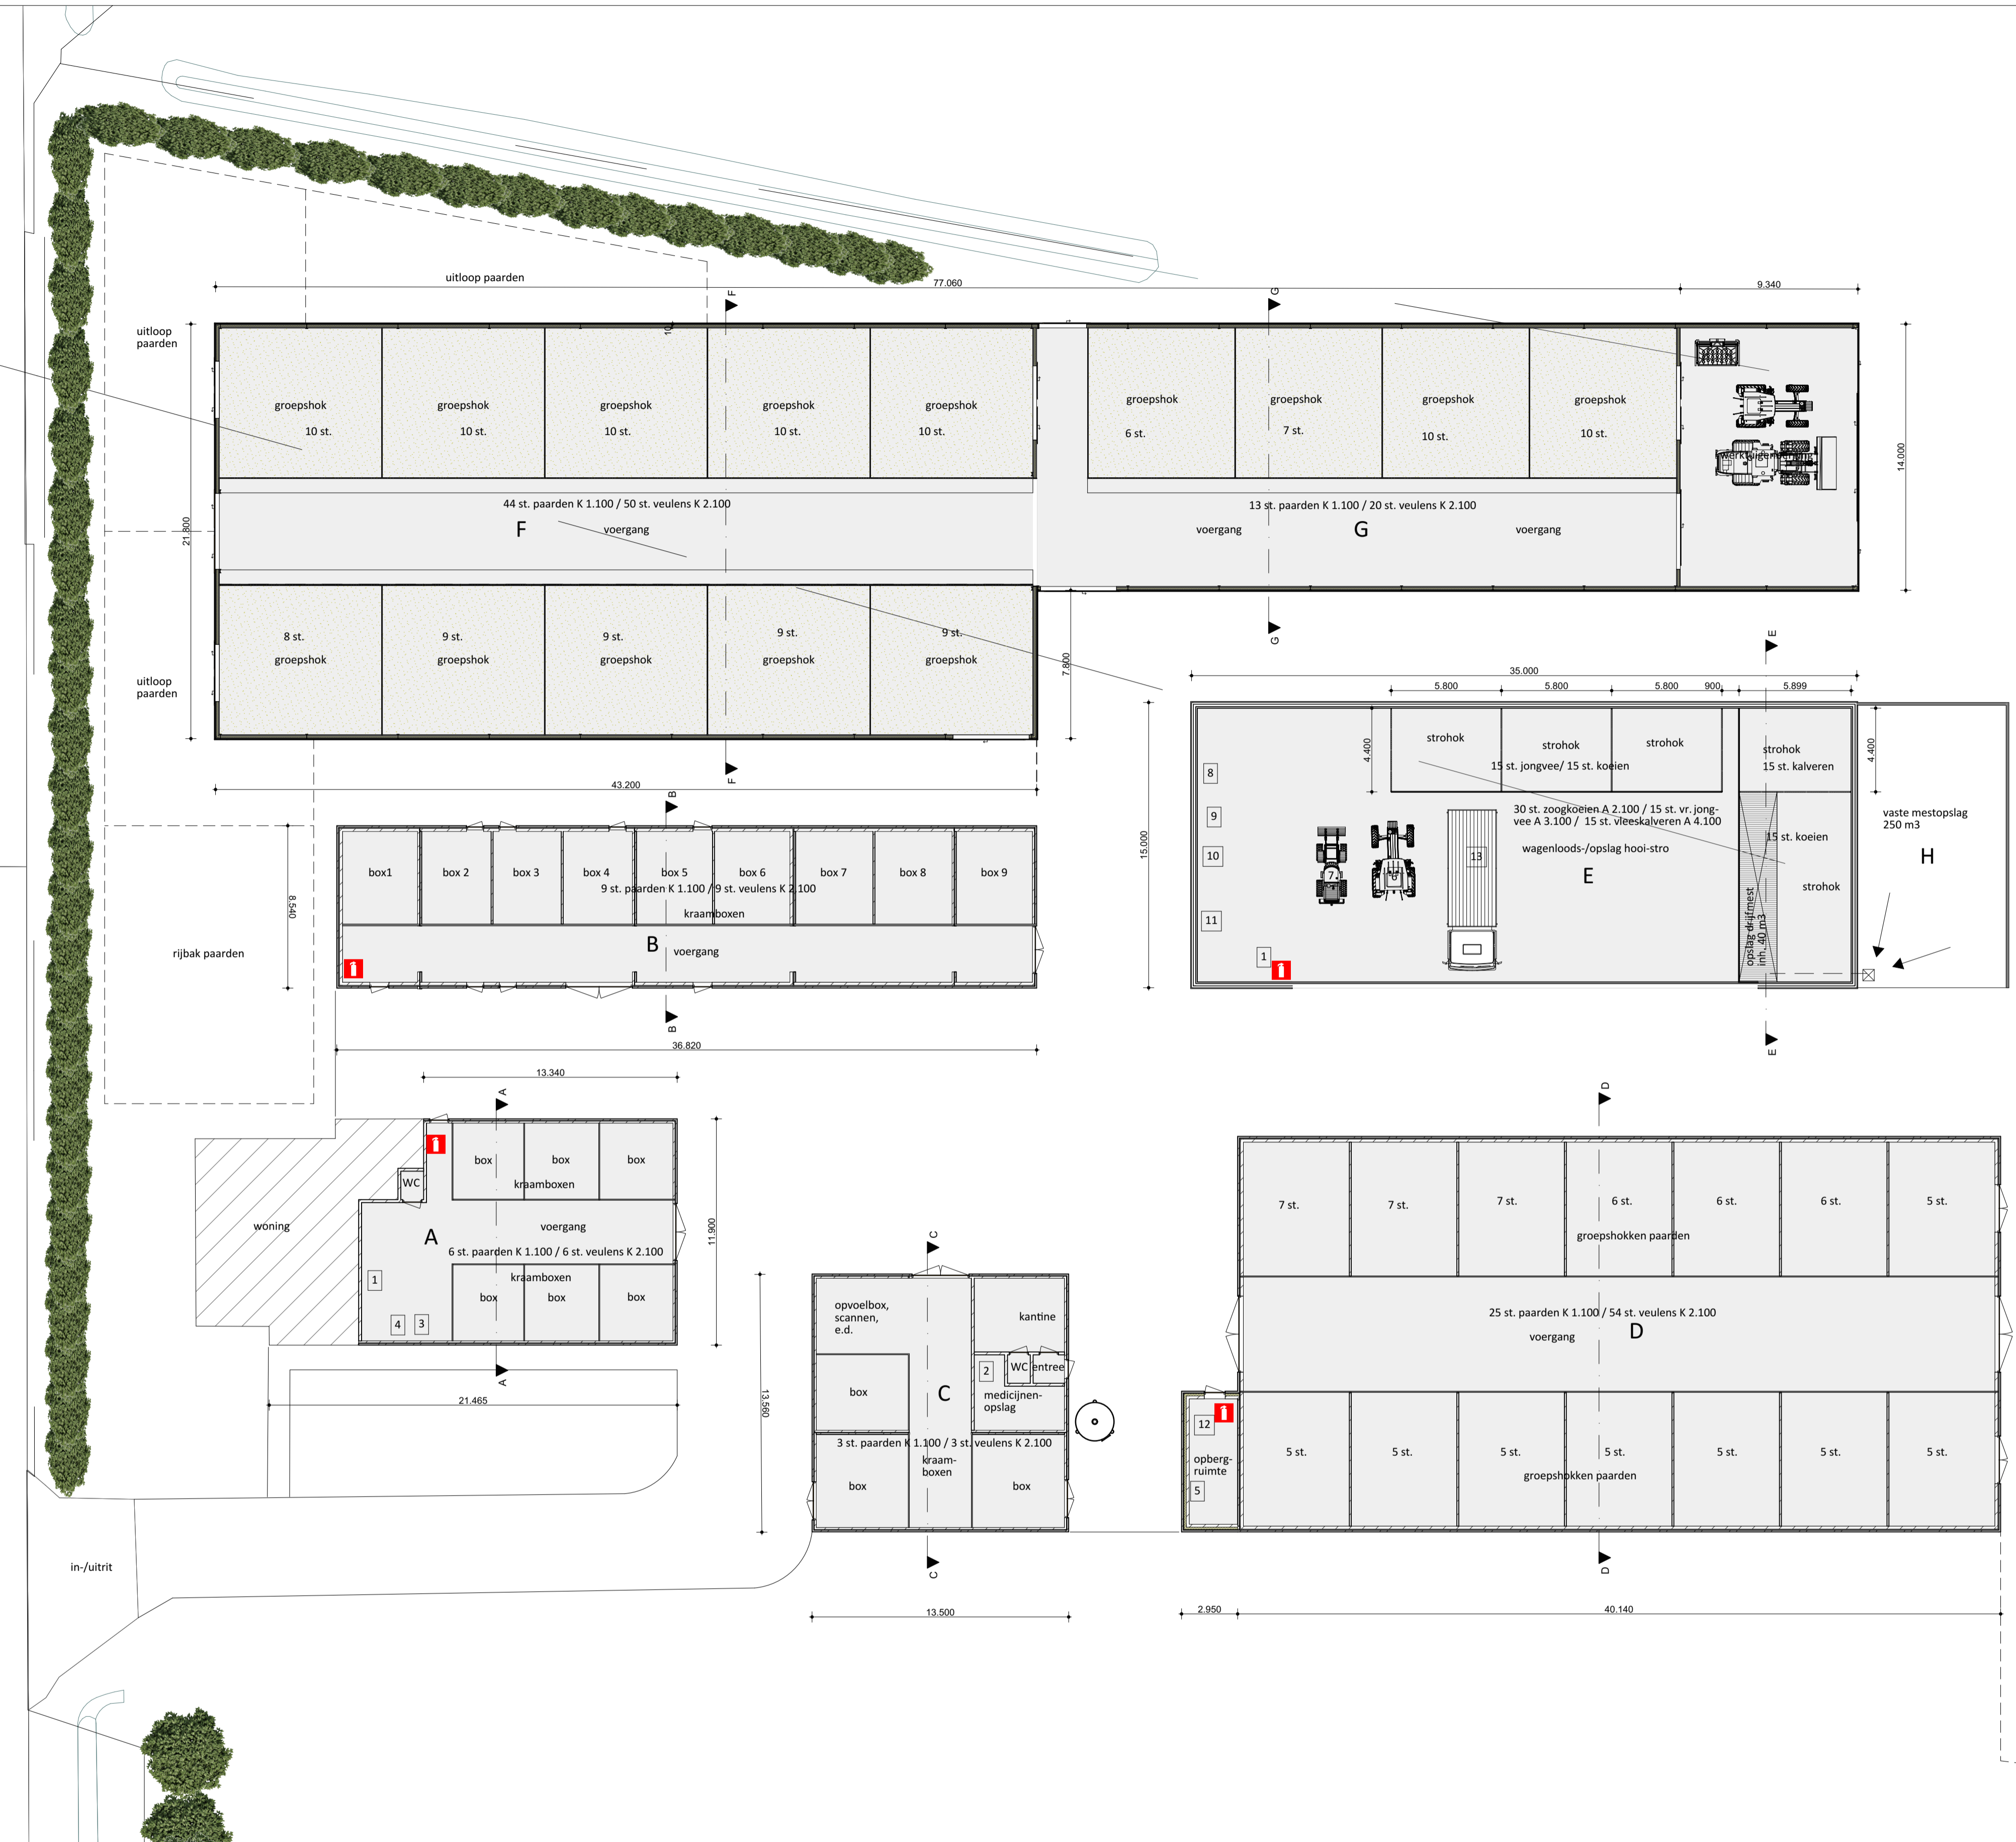 uitloop paarden
77.060
9.340
F
G
uitloop
paarden
10
groepshok
10 st.
groepshok
10 st.
groepshok
10 st.
groepshok
10 st.
groepshok
10 st.
groepshok
6 st.
groepshok
7 st.
groepshok
10 st.
groepshok
10 st.
werktuigenberging
14.000
21.800
44 st. paarden K 1.100 / 50 st. veulens K 2.100
F
voergang
13 st. paarden K 1.100 / 20 st. veulens K 2.100
voergang
G
voergang
8 st.
groepshok
9 st.
groepshok
9 st.
groepshok
9 st.
groepshok
9 st.
groepshok
7.800
G
E
uitloop
paarden
F
43.200
35.000
5.800
5.800
5.800
900
5.899
4.400
4.400
15.000
strohok
strohok
strohok
15 st. jongvee/ 15 st. koeien
strohok
15 st. kalveren
8
9
10
11
1
7
13
30 st. zoogkoeien A 2.100 / 15 st. vr. jong-
vee A 3.100 / 15 st. vleeskalveren A 4.100
wagenloods-/opslag hooi-stro
E
15 st. koeien
strohok
opslag drijfmest
inh. 40 m3
vaste mestopslag
250 m3
H
E
B
8.540
box1
box 2
box 3
box 4
box 5
box 6
box 7
box 8
box 9
9 st. paarden K 1.100 / 9 st. veulens K 2.100
kraamboxen
B
voergang
rijbak paarden
B
36.820
13.340
A
WC
box
box
box
kraamboxen
woning
A
voergang
6 st. paarden K 1.100 / 6 st. veulens K 2.100
kraamboxen
1
4
3
box
box
box
11.900
A
21.465
C
13.560
opvoelbox,
scannen,
e.d.
kantine
2
WC
entree
box
C
medicijnen-
opslag
3 st. paarden K 1.100 / 3 st. veulens K 2.100
kraam-
boxen
box
box
C
13.500
D
7 st.
7 st.
7 st.
6 st.
6 st.
6 st.
5 st.
groepshokken paarden
25 st. paarden K 1.100 / 54 st. veulens K 2.100
voergang
D
12
opberg-
ruimte
5
5 st.
5 st.
5 st.
5 st.
5 st.
5 st.
5 st.
groepshokken paarden
D
2.950
40.140
in-/uitrit